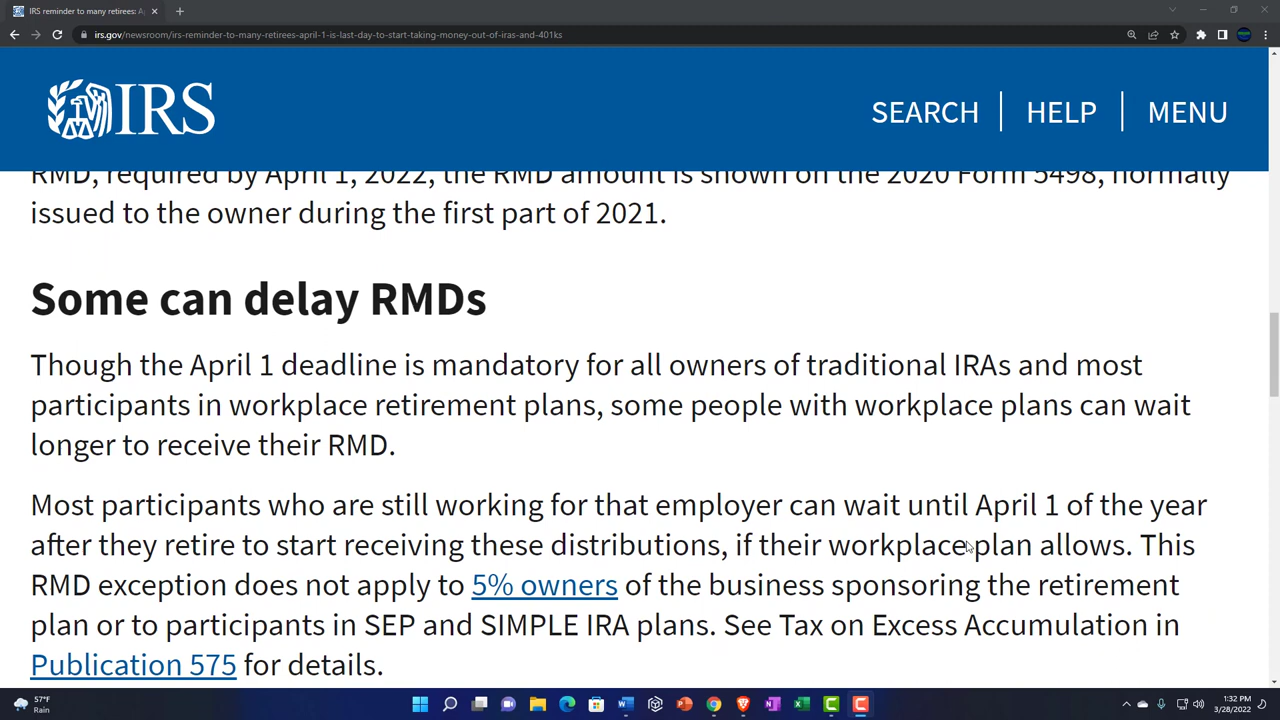 IRS reminder to many retirees: A
irs.gov/newsroom/irs-reminder-to-many-retirees-april-1-is-last-day-to-start-taking-money-out-of-iras-and-401ks
IRS
SEARCH
HELP
MENU
RMD, required by April 1, 2022, the RMD amount is shown on the 2020 Form 5498, normally
issued to the owner during the first part of 2021.
Some can delay RMDs
Though the April 1 deadline is mandatory for all owners of traditional IRAs and most
participants in workplace retirement plans, some people with workplace plans can wait
longer to receive their RMD.
Most participants who are still working for that employer can wait until April 1 of the year
after they retire to start receiving these distributions, if their workplace plan allows. This
RMD exception does not apply to 5% owners of the business sponsoring the retirement
plan or to participants in SEP and SIMPLE IRA plans. See Tax on Excess Accumulation in
Publication 575 for details.
57°F
Rain
1:32 PM
3/28/2022